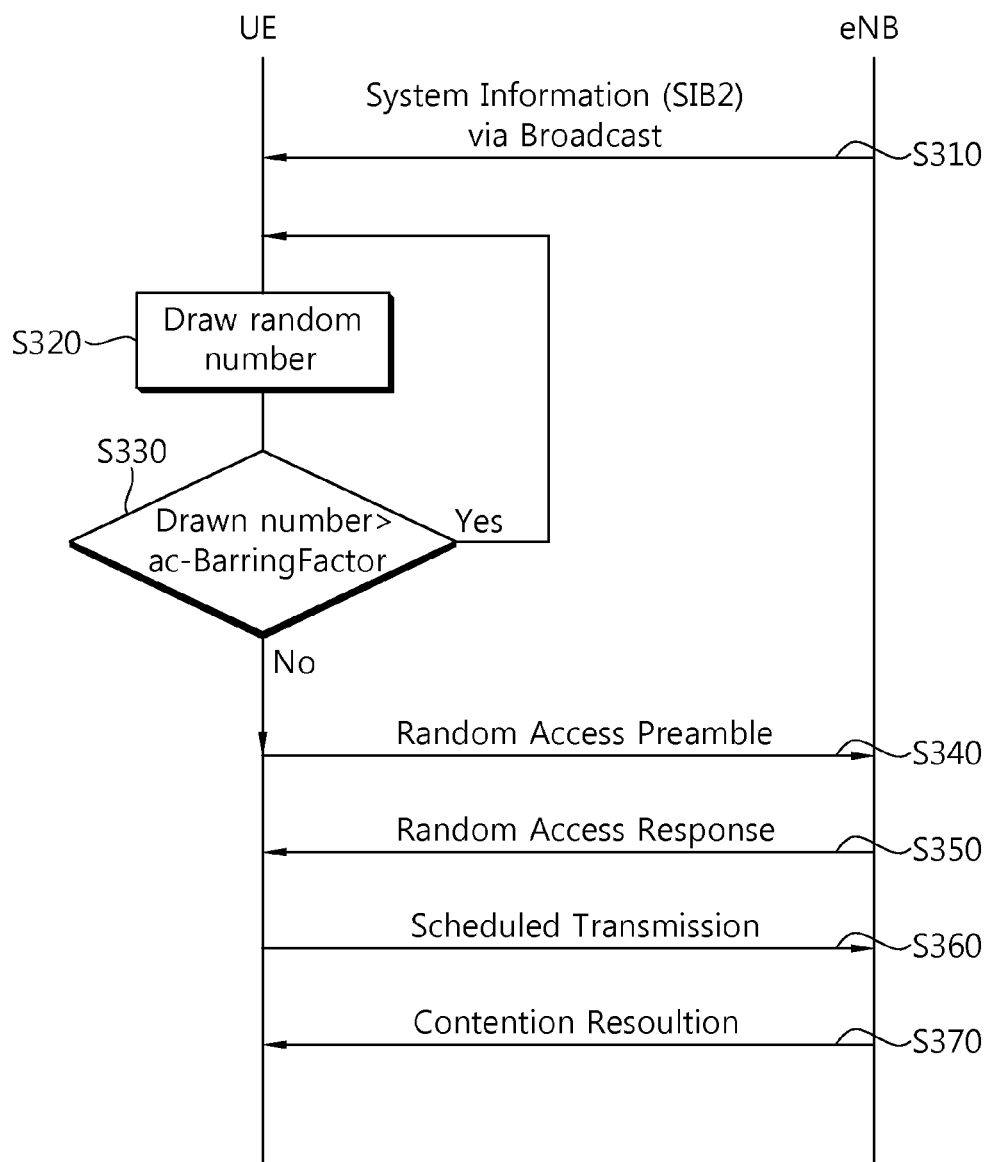 UE
eNB
System Information (SIB2)
via Broadcast
S310
Draw random
number
S320
S330
Drawn number>
ac-BarringFactor
Yes
No
Random Access Preamble
S340
Random Access Response
S350
Scheduled Transmission
S360
Contention Resoultion
S370